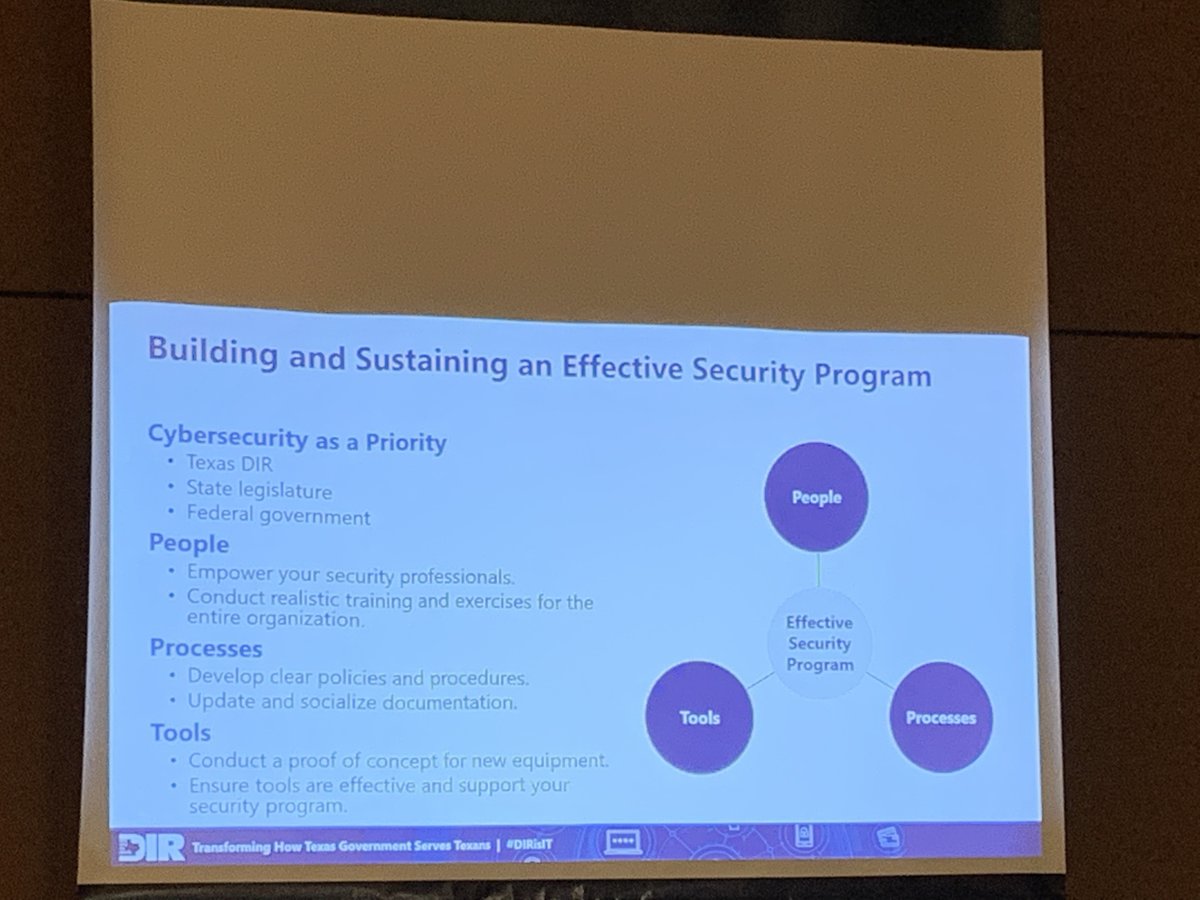 Building and Sustaining an Effective Security Program
Cybersecurity as a Priority
• Texas DIR
• State legislature
• Federal government
People
• Empower your security professionals.
• Conduct realistic training and exercises for the
entire organization.
Processes
• Develop clear policies and procedures.
• Update and socialize documentation.
Tools
• Conduct a proof of concept for new equipment.
• Ensure tools are effective and support your
security program.
People
Effective
Security
Program
Tools
Processes
DIR Transforming How Texas Government Serves Texans | #DIRisIT